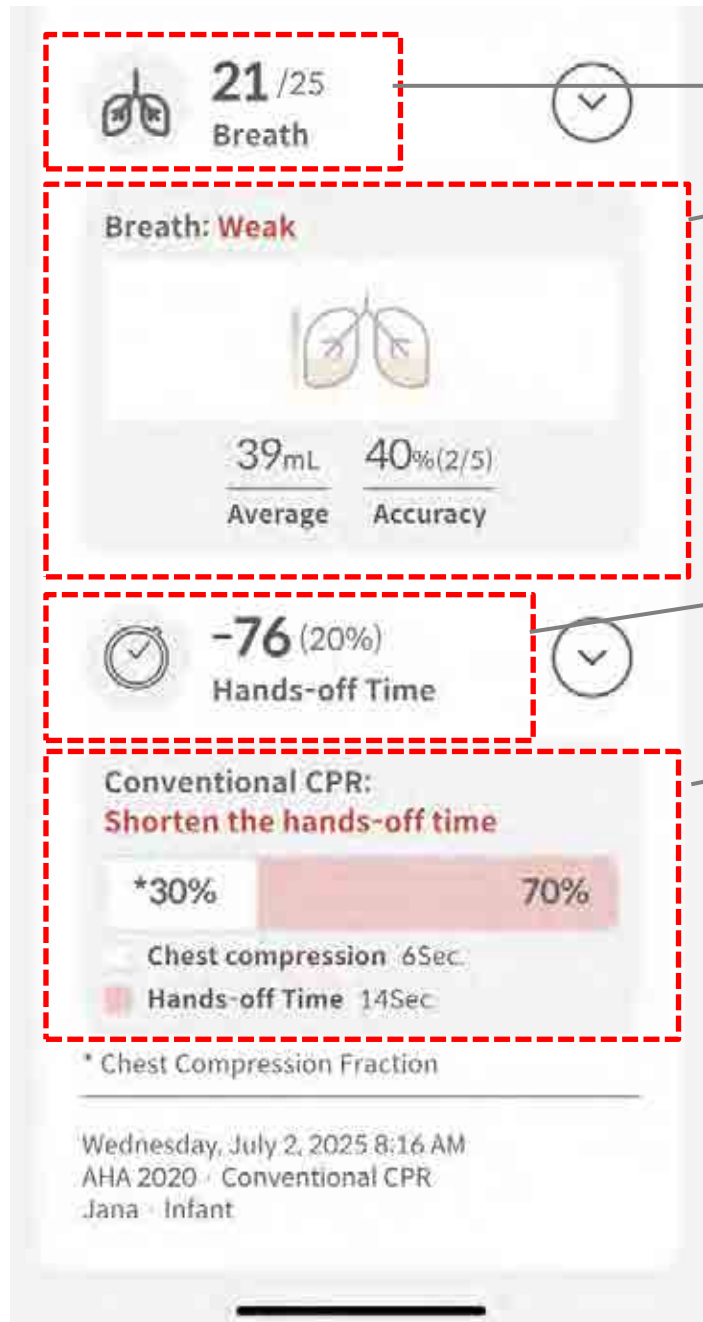 21 /25
Breath
Breath: Weak
39mL 40%(2/5)
Average Accuracy
-76 (20%)
Hands-off Time
Conventional CPR:
Shorten the hands-off time
*30% 70%
Chest compression 6Sec.
Hands-off Time 14Sec
* Chest Compression Fraction
Wednesday, July 2, 2025 8:16 AM
AHA 2020 · Conventional CPR
Jana · Infant